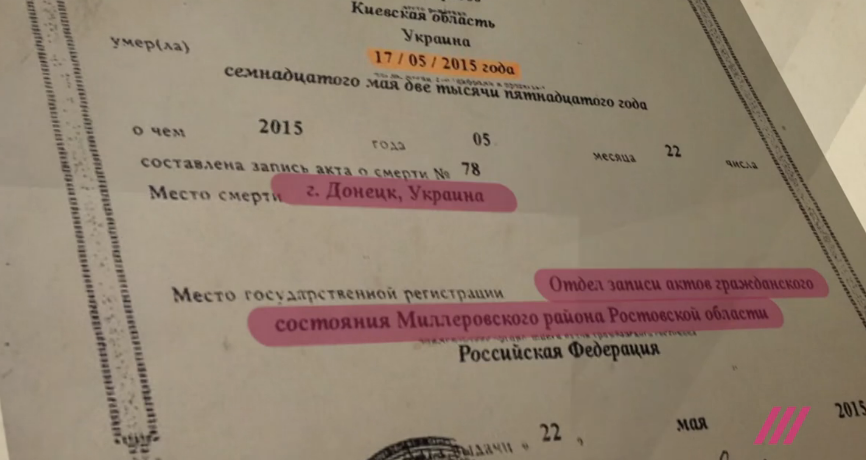 Киевская область
Украина
умер(ла) 17 / 05 / 2015 года
семнадцатого мая две тысячи пятнадцатого года
о чем 2015 года 05 месяца 22 числа
составлена запись акта о смерти № 78
Место смерти г. Донецк, Украина
Место государственной регистрации Отдел записи актов гражданского
состояния Миллеровского района Ростовской области
Российская Федерация
выдачи « 22 , мая 2015